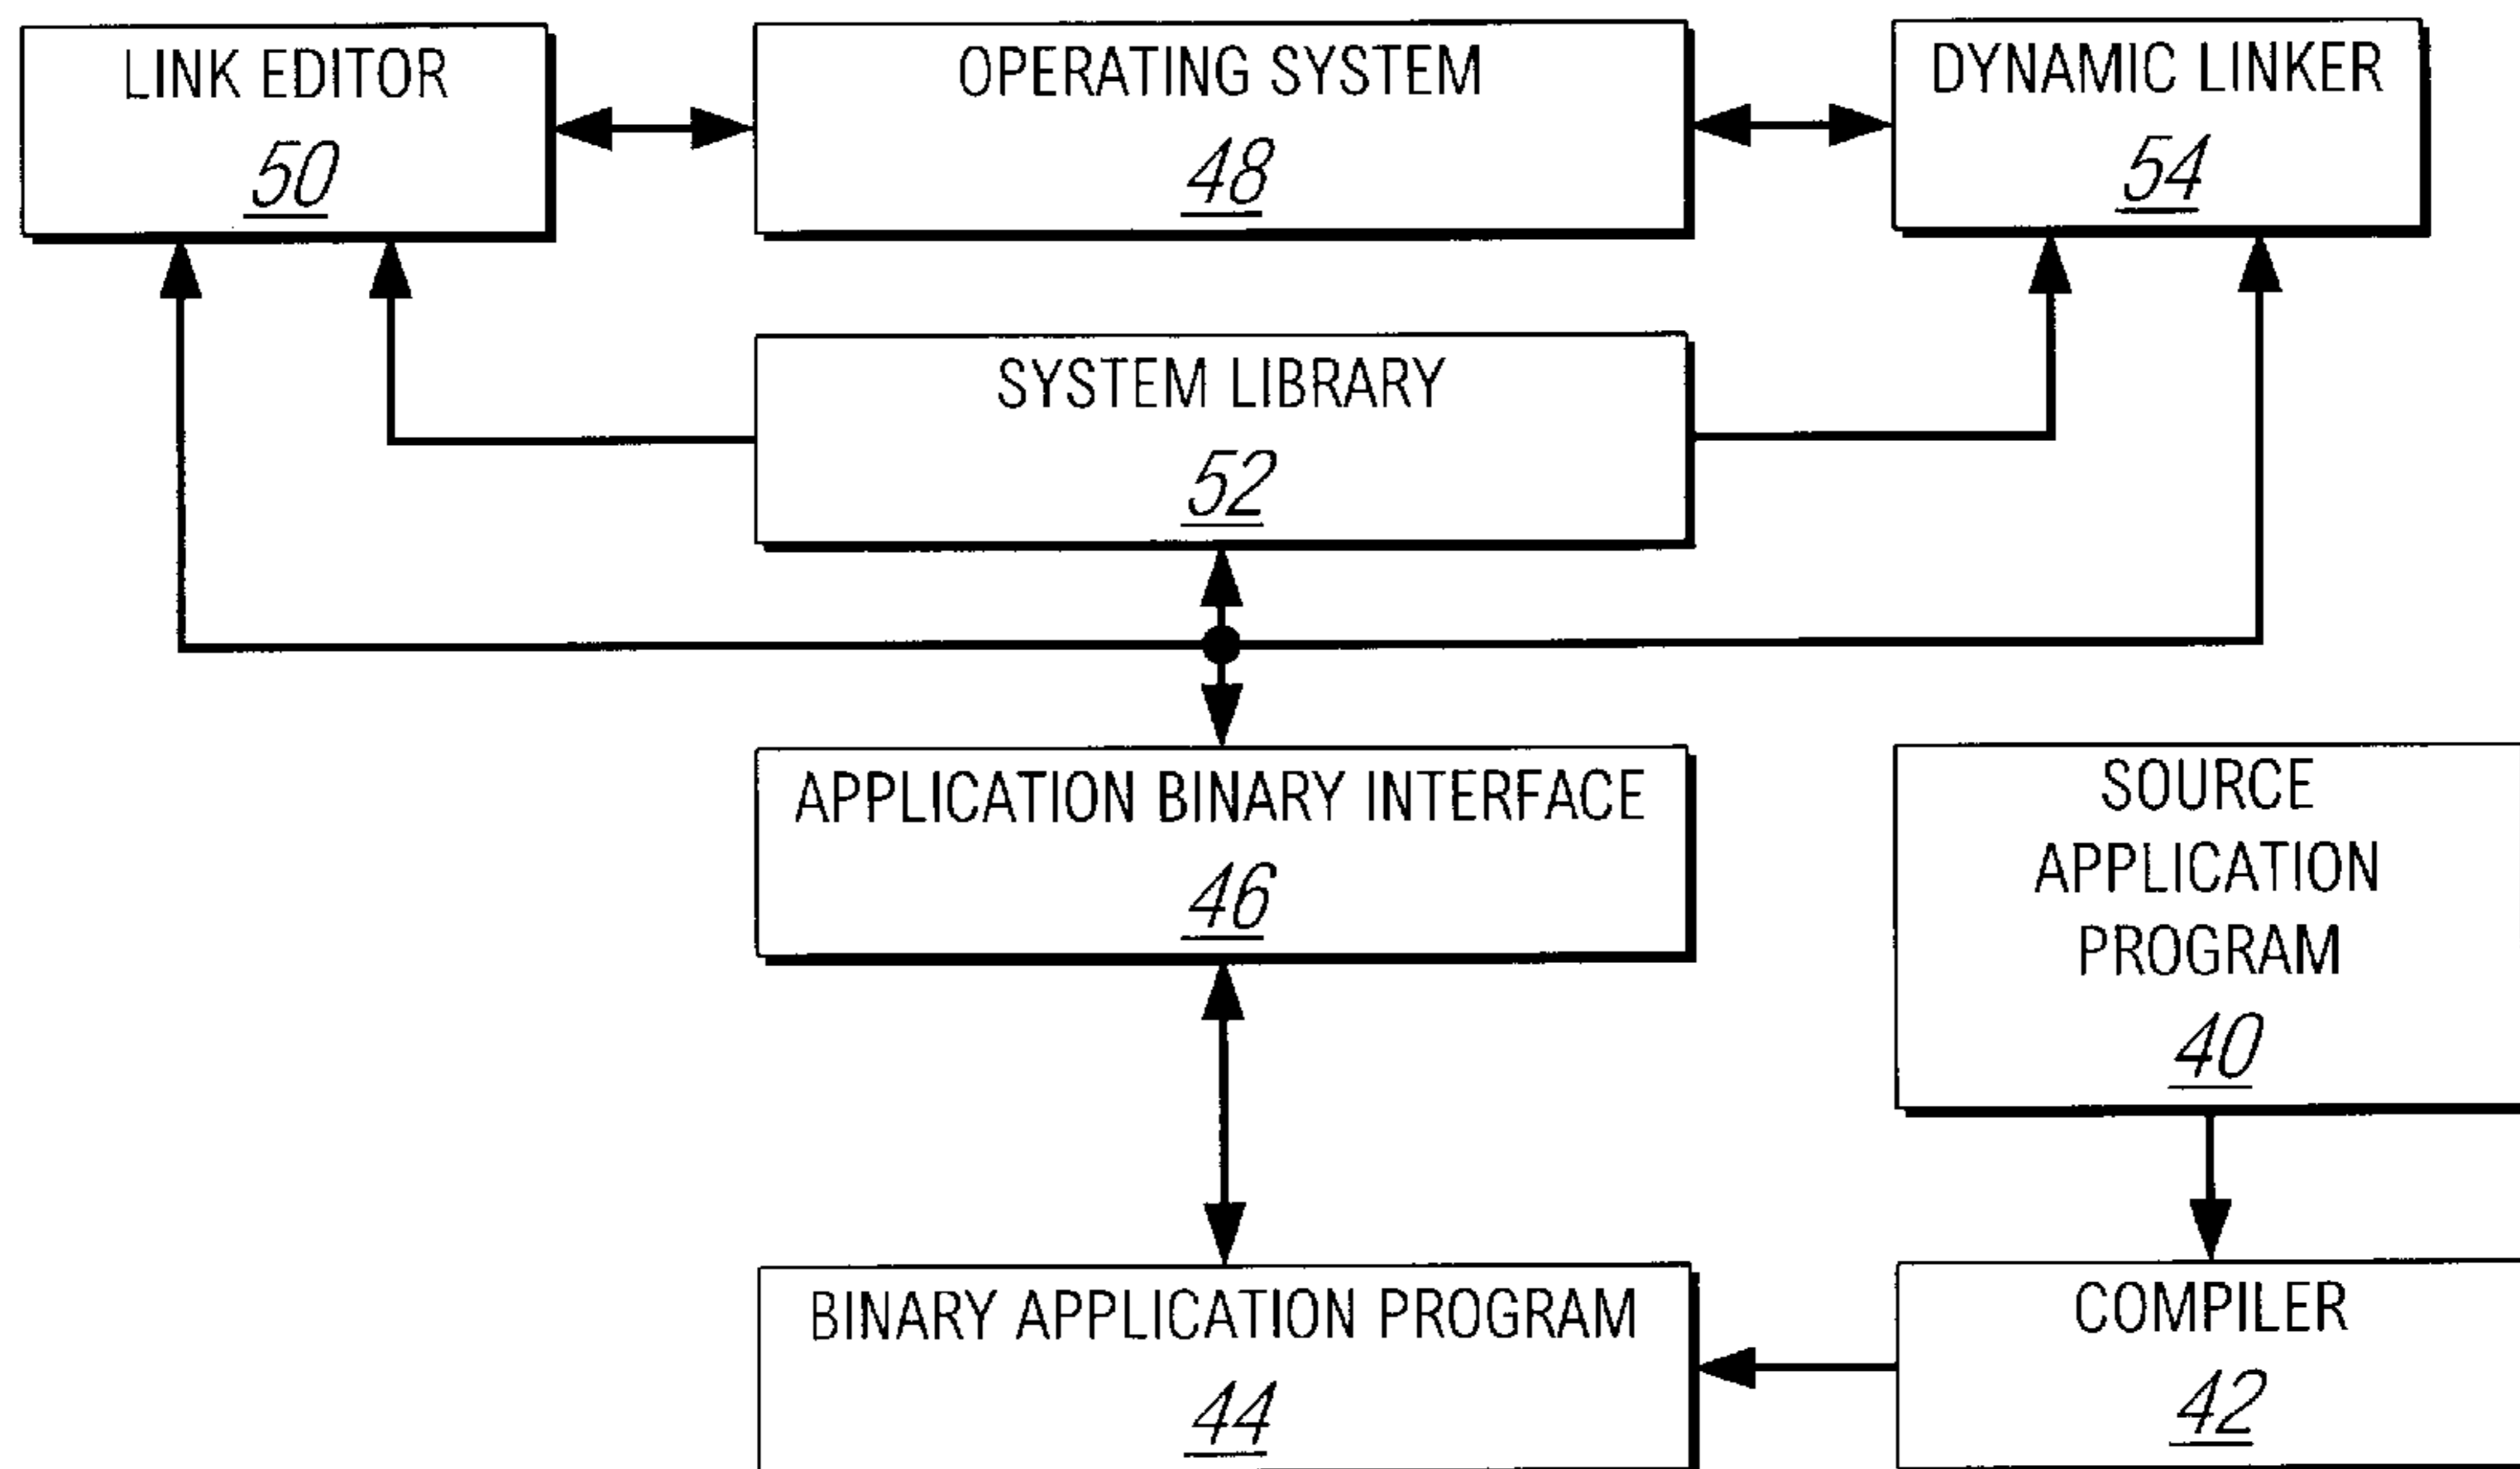 LINK EDITOR
50
OPERATING SYSTEM
48
DYNAMIC LINKER
54
SYSTEM LIBRARY
52
APPLICATION BINARY INTERFACE
46
SOURCE
APPLICATION
PROGRAM
40
BINARY APPLICATION PROGRAM
44
COMPILER
42